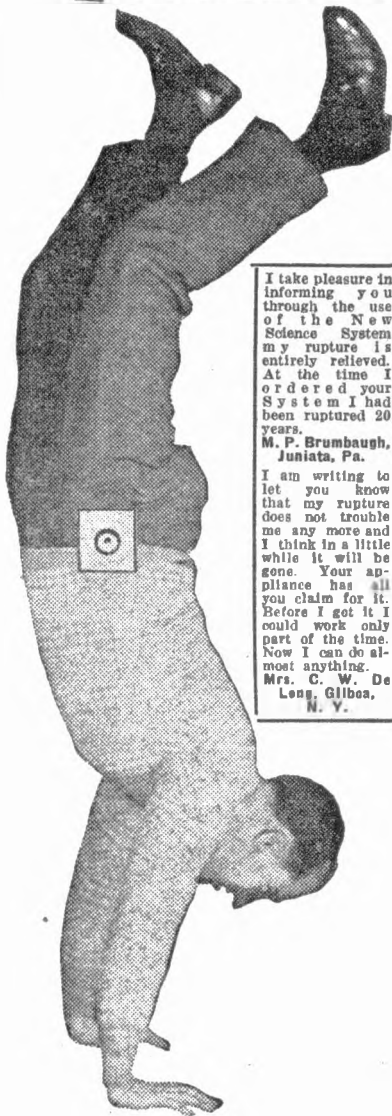 I take pleasure in
informing you
through the use
of the New
Science System
my rupture is
entirely relieved.
At the time I
ordered your
System I had
been ruptured 20
years.
M. P. Brumbaugh,
Juniata, Pa.
I am writing to
let you know
that my rupture
does not trouble
me any more and
I think in a little
while it will be
gone. Your ap-
pliance has all
you claim for it.
Before I got it I
could work only
part of the time.
Now I can do al-
most anything.
Mrs. C. W. De
Long, Gilboa,
N. Y.